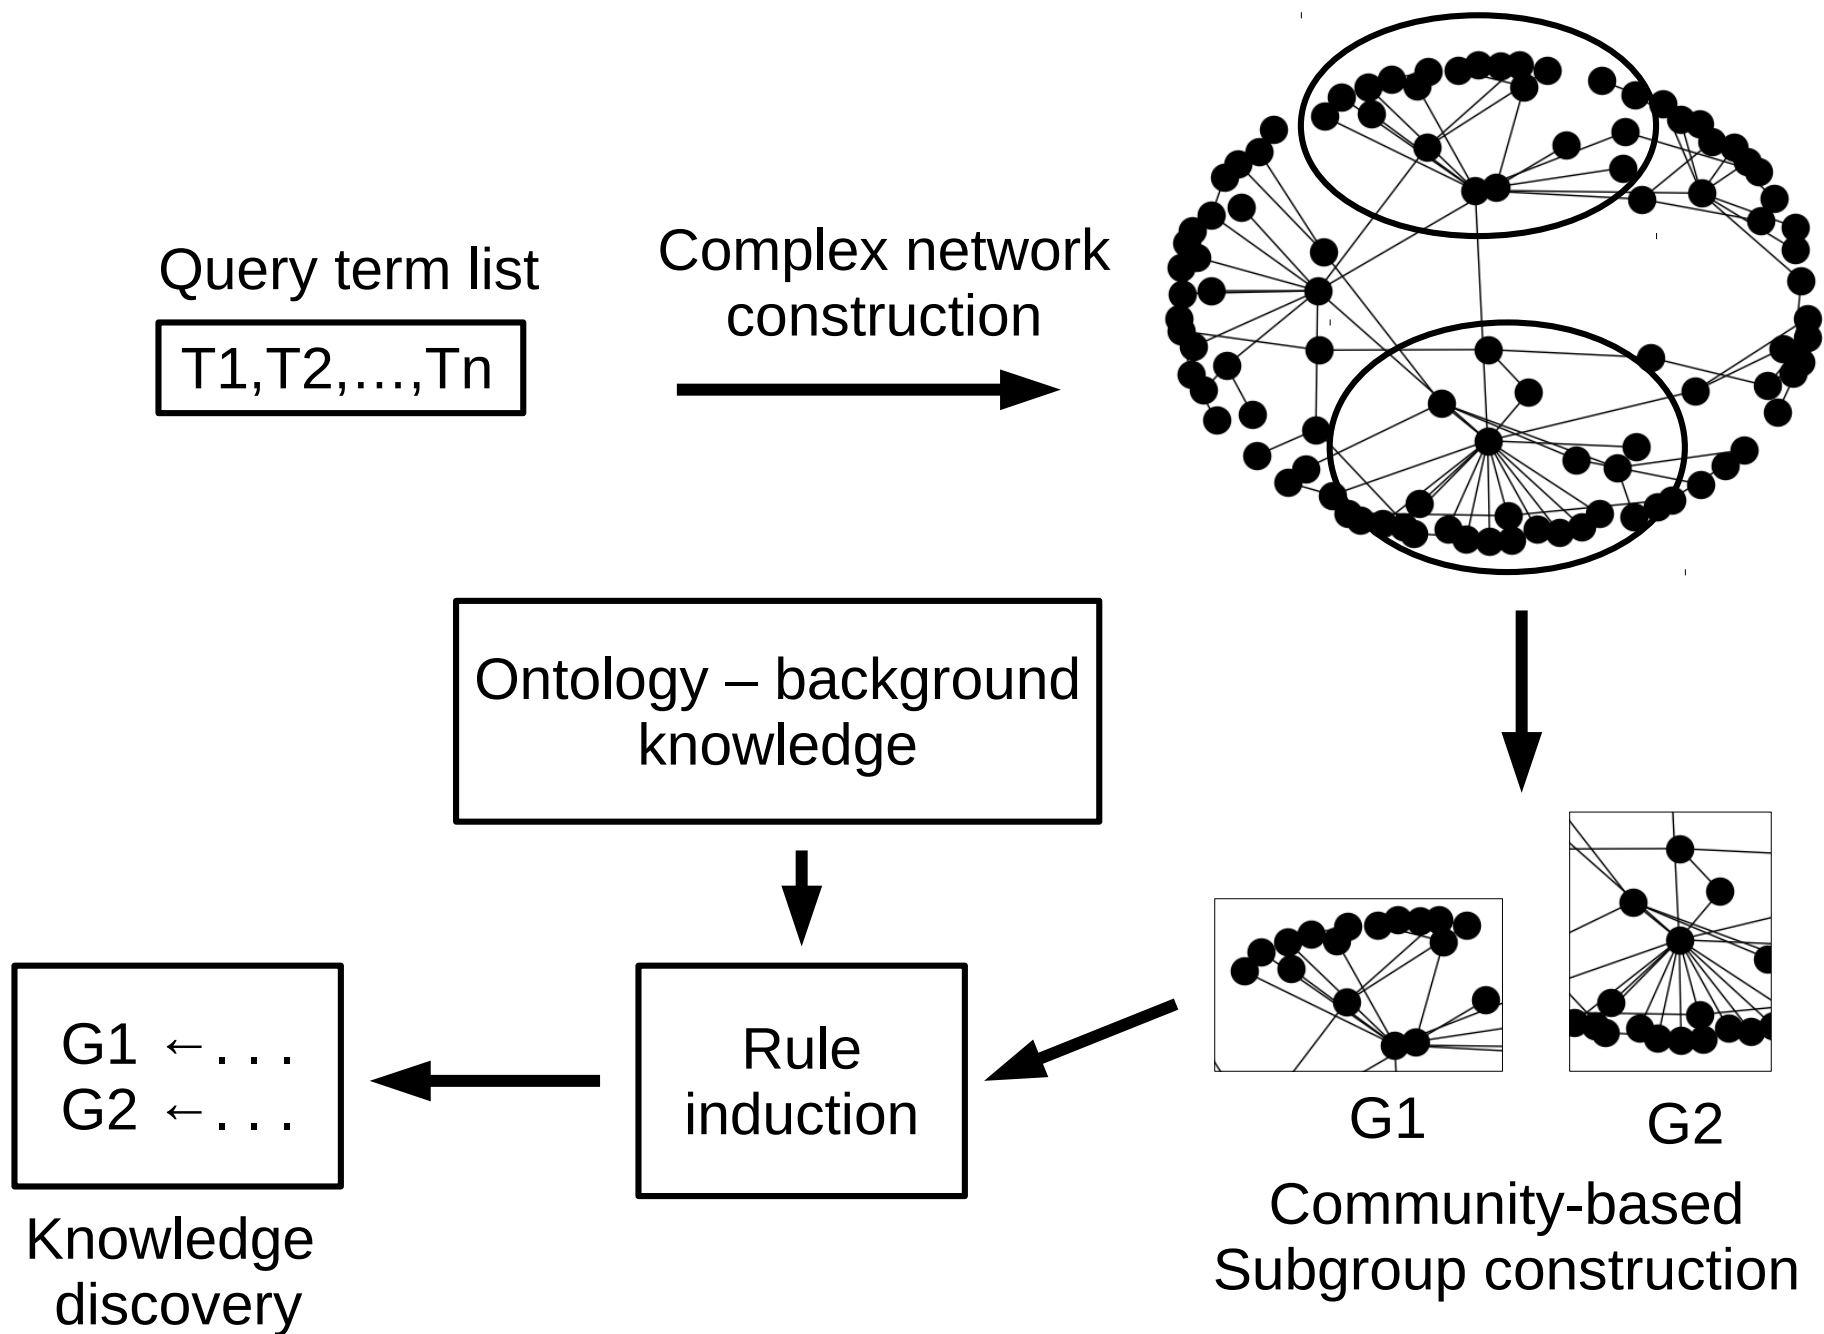 Query term list
T1,T2,...,Tn
Complex network
construction
Ontology – background
knowledge
G1
G2
Community-based
Subgroup construction
Rule
induction
G1 ←. . .
G2 ←. . .
Knowledge
discovery